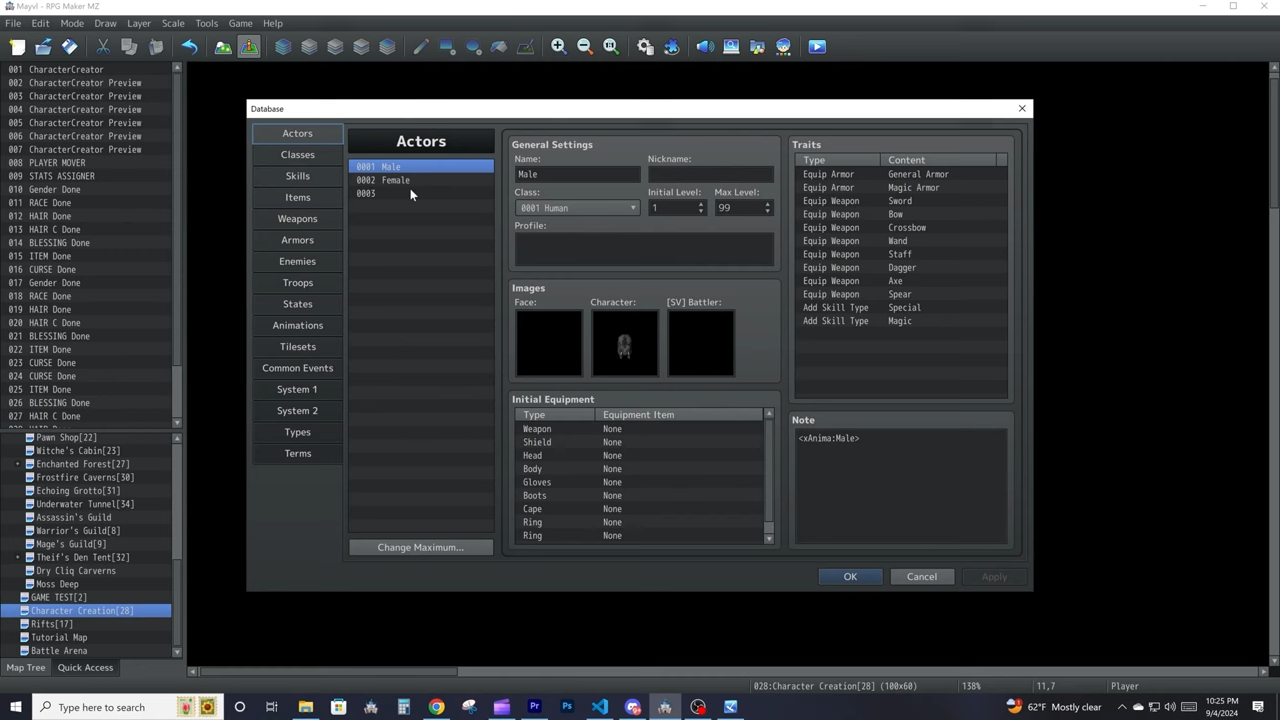 Mayvl - RPG Maker MZ
File Edit Mode Draw Layer Scale Tools Game Help
001 CharacterCreator
002 CharacterCreator Preview
003 CharacterCreator Preview
004 CharacterCreator Preview
005 CharacterCreator Preview
006 CharacterCreator Preview
007 CharacterCreator Preview
008 PLAYER MOVER
009 STATS ASSIGNER
010 Gender Done
011 RACE Done
012 HAIR Done
013 HAIR C Done
014 BLESSING Done
015 ITEM Done
016 CURSE Done
017 Gender Done
018 RACE Done
019 HAIR Done
020 HAIR C Done
021 BLESSING Done
022 ITEM Done
023 CURSE Done
024 CURSE Done
025 ITEM Done
026 BLESSING Done
027 HAIR C Done
Pawn Shop[22]
Witche's Cabin[23]
Enchanted Forest[27]
Frostfire Caverns[30]
Echoing Grotto[31]
Underwater Tunnel[34]
Assassin's Guild
Warrior's Guild[8]
Mage's Guild[9]
Theif's Den Tent[32]
Dry Cliq Carverns
Moss Deep
GAME TEST[2]
Character Creation[28]
Rifts[17]
Tutorial Map
Battle Arena
Map Tree Quick Access
Database
Actors
Classes
Skills
Items
Weapons
Armors
Enemies
Troops
States
Animations
Tilesets
Common Events
System 1
System 2
Types
Terms
Actors
0001 Male
0002 Female
0003
Change Maximum...
General Settings
Name: Nickname:
Male
Class: Initial Level: Max Level:
0001 Human 1 99
Profile:
Images
Face: Character: [SV] Battler:
Initial Equipment
Type Equipment Item
Weapon None
Shield None
Head None
Body None
Gloves None
Boots None
Cape None
Ring None
Ring None
Traits
Type Content
Equip Armor General Armor
Equip Armor Magic Armor
Equip Weapon Sword
Equip Weapon Bow
Equip Weapon Crossbow
Equip Weapon Wand
Equip Weapon Staff
Equip Weapon Dagger
Equip Weapon Axe
Equip Weapon Spear
Add Skill Type Special
Add Skill Type Magic
Note
<xAnima:Male>
OK Cancel Apply
028:Character Creation[28] (100x60) 138% 11,7 Player
Type here to search
62°F Mostly clear
10:25 PM
9/4/2024